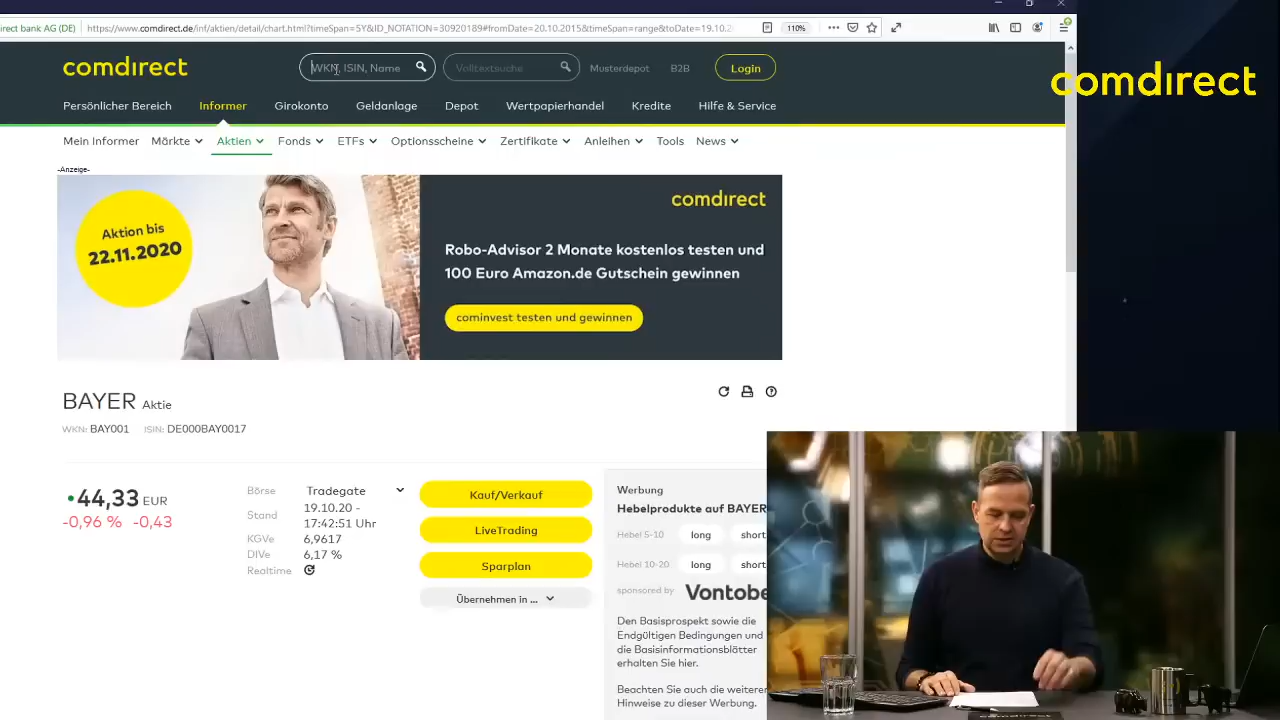 irect bank AG (DE)
https://www.comdirect.de/inf/aktien/detail/chart.html?timeSpan=5Y&ID_NOTATION=30920189#fromDate=20.10.2015&timeSpan=range&toDate=19.10.2
110%
comdirect
WKN, ISIN, Name
Volltextsuche
Musterdepot
B2B
Login
comdirect
Persönlicher Bereich
Informer
Girokonto
Geldanlage
Depot
Wertpapierhandel
Kredite
Hilfe & Service
Mein Informer
Märkte
Aktien
Fonds
ETFs
Optionsscheine
Zertifikate
Anleihen
Tools
News
-Anzeige-
Aktion bis
22.11.2020
comdirect
Robo-Advisor 2 Monate kostenlos testen und
100 Euro Amazon.de Gutschein gewinnen
cominvest testen und gewinnen
BAYER Aktie
WKN: BAY001 ISIN: DE000BAY0017
44,33 EUR
-0,96 % -0,43
Börse Tradegate
Stand 19.10.20 -
17:42:51 Uhr
KGVe 6,9617
DIVe 6,17 %
Realtime
Kauf/Verkauf
LiveTrading
Sparplan
Übernehmen in ...
Werbung
Hebelprodukte auf BAYER
Hebel 5-10 long short
Hebel 10-20 long short
sponsored by Vontobe
Den Basisprospekt sowie die
Endgültigen Bedingungen und
die Basisinformationsblätter
erhalten Sie hier.
Beachten Sie auch die weiteren
Hinweise zu dieser Werbung.
comdirect